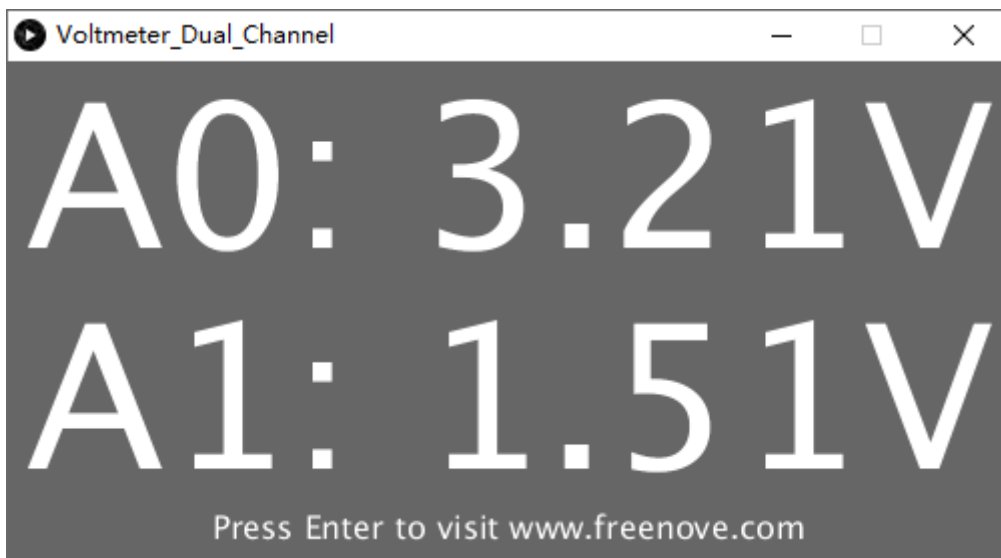 Voltmeter_Dual_Channel
A0: 3.21V
A1: 1.51V
Press Enter to visit www.freenove.com